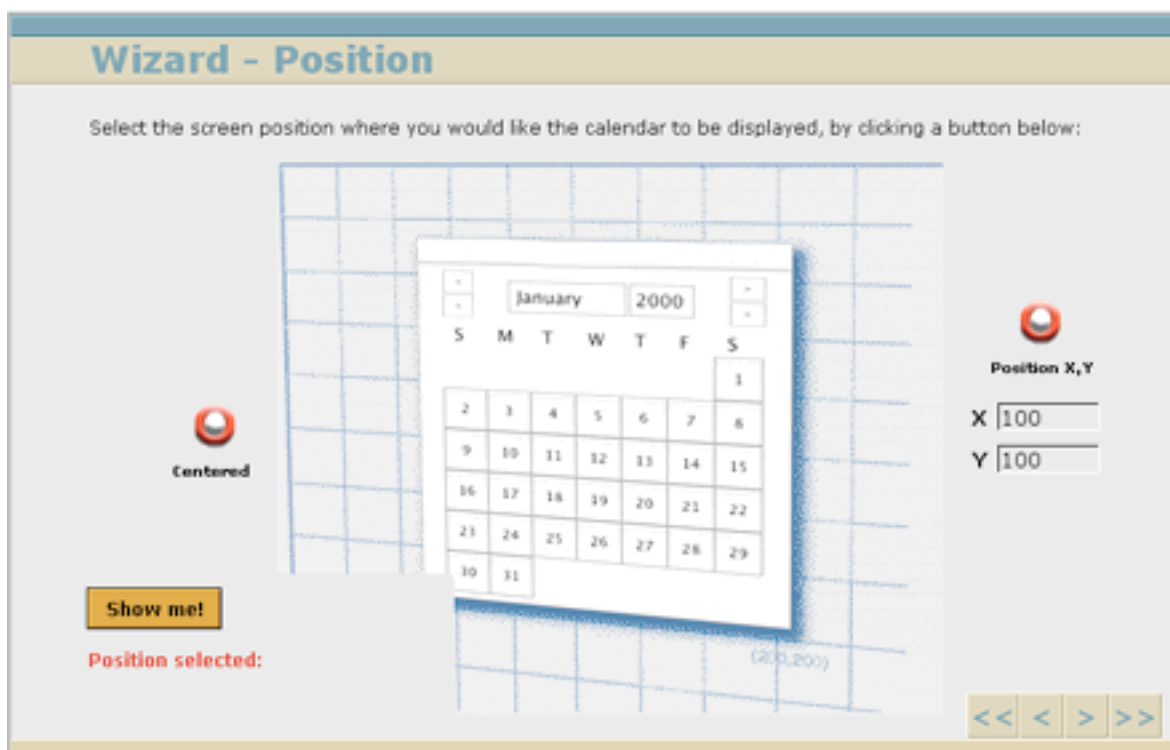 Wizard - Position
Select the screen position where you would like the calendar to be displayed, by clicking a button below:
January 2000
S M T W T F S
1
2 3 4 5 6 7 8
9 10 11 12 13 14 15
16 17 18 19 20 21 22
23 24 25 26 27 28 29
30 31
(200,200)
Centered
Position X,Y
X 100
Y 100
Show me!
Position selected:
<< < > >>